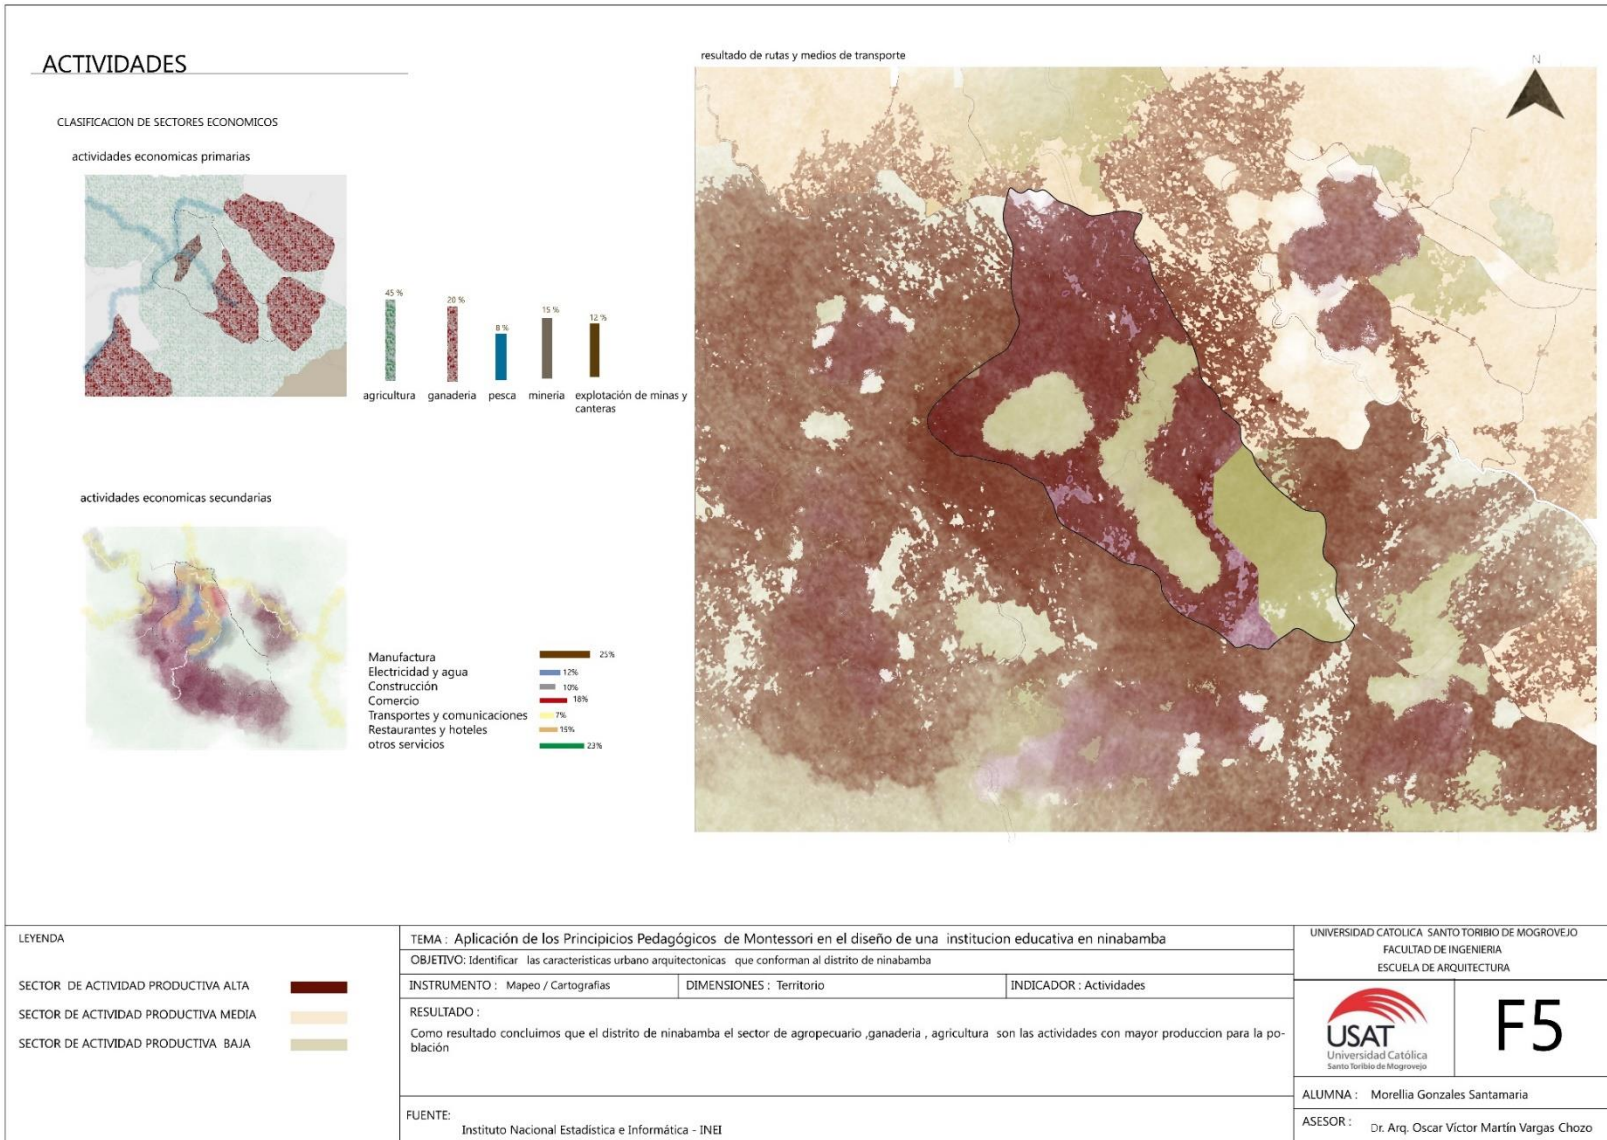 ACTIVIDADES
CLASIFICACION DE SECTORES ECONOMICOS
actividades economicas primarias
45 %
20 %
8 %
15 %
12 %
agricultura
ganaderia
pesca
mineria
explotación de minas y
canteras
actividades economicas secundarias
Manufactura 25%
Electricidad y agua 12%
Construcción 10%
Comercio 18%
Transportes y comunicaciones 7%
Restaurantes y hoteles 15%
otros servicios 23%
resultado de rutas y medios de transporte
N
LEYENDA
SECTOR DE ACTIVIDAD PRODUCTIVA ALTA
SECTOR DE ACTIVIDAD PRODUCTIVA MEDIA
SECTOR DE ACTIVIDAD PRODUCTIVA BAJA
TEMA : Aplicación de los Principicios Pedagógicos de Montessori en el diseño de una institucion educativa en ninabamba
OBJETIVO: Identificar las caracteristicas urbano arquitectonicas que conforman al distrito de ninabamba
INSTRUMENTO : Mapeo / Cartografias
DIMENSIONES : Territorio
INDICADOR : Actividades
RESULTADO :
Como resultado concluimos que el distrito de ninabamba el sector de agropecuario ,ganaderia , agricultura son las actividades con mayor produccion para la po-
blación
FUENTE:
Instituto Nacional Estadística e Informática - INEI
UNIVERSIDAD CATOLICA SANTO TORIBIO DE MOGROVEJO
FACULTAD DE INGENIERIA
ESCUELA DE ARQUITECTURA
USAT
Universidad Católica
Santo Toribio de Mogrovejo
F5
ALUMNA : Morellia Gonzales Santamaria
ASESOR : Dr. Arq. Oscar Víctor Martín Vargas Chozo